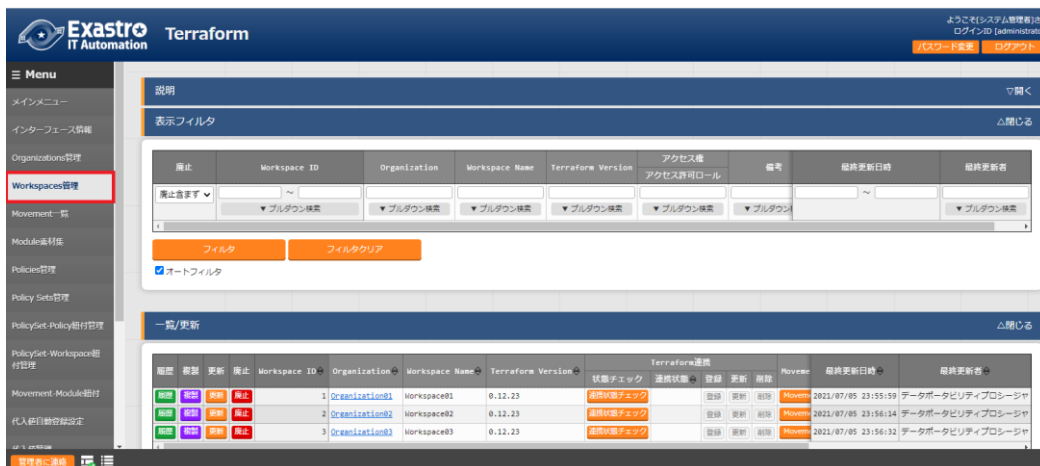 Exastro
IT Automation
Terraform
ようこそ[システム管理者]さ
ログインID [administrato
パスワード変更 ログアウト
Menu
メインメニュー
インターフェース情報
Organizations管理
Workspaces管理
Movement一覧
Module素材集
Policies管理
Policy Sets管理
PolicySet-Policy紐付管理
PolicySet-Workspace紐
付管理
Movement-Module紐付
代入値自動登録設定
代入値管理
説明 ▽開く
表示フィルタ △閉じる
廃止 Workspace ID Organization Workspace Name Terraform Version アクセス権 備考 最終更新日時 最終更新者
アクセス許可ロール
廃止含まず ～ ～
▼ プルダウン検索 ▼ プルダウン検索 ▼ プルダウン検索 ▼ プルダウン検索 ▼ プルダウン検索 ▼ プルダウン ▼ プルダウン検索
フィルタ フィルタクリア
オートフィルタ
一覧/更新 △閉じる
履歴 複製 更新 廃止 Workspace ID Organization Workspace Name Terraform Version Terraform連携 Moveme 最終更新日時 最終更新者
状態チェック 連携状態 登録 更新 削除
履歴 複製 更新 廃止 1 Organization01 Workspace01 0.12.23 連携状態チェック 登録 更新 削除 Moveme 2021/07/05 23:55:59 データポータビリティプロシージャ
履歴 複製 更新 廃止 2 Organization02 Workspace02 0.12.23 連携状態チェック 登録 更新 削除 Moveme 2021/07/05 23:56:14 データポータビリティプロシージャ
履歴 複製 更新 廃止 3 Organization03 Workspace03 0.12.23 連携状態チェック 登録 更新 削除 Moveme 2021/07/05 23:56:32 データポータビリティプロシージャ
管理者に連絡